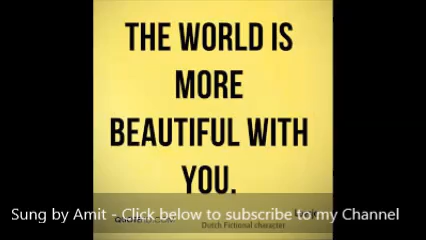 THE WORLD IS
MORE
BEAUTIFUL WITH
YOU.
Sung by Amit - Click below to subscribe to my Channel
Dutch Fictional character